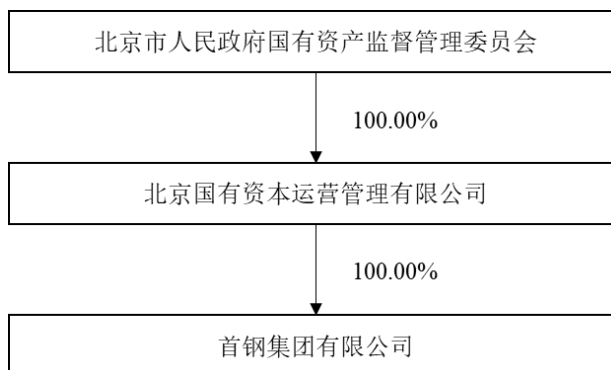 北京市人民政府国有资产监督管理委员会
100.00%
北京国有资本运营管理有限公司
100.00%
首钢集团有限公司